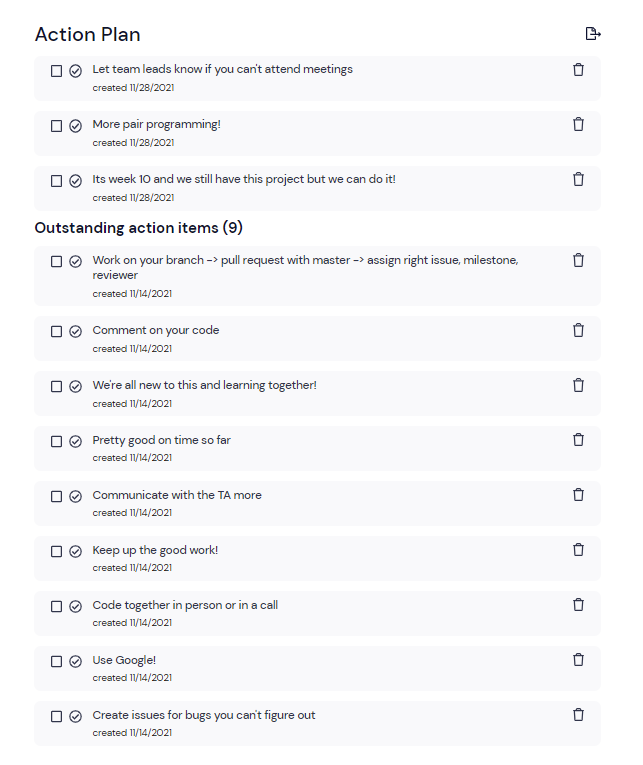 Action Plan
Let team leads know if you can't attend meetings
created 11/28/2021
More pair programming!
created 11/28/2021
Its week 10 and we still have this project but we can do it!
created 11/28/2021
Outstanding action items (9)
Work on your branch -> pull request with master -> assign right issue, milestone,
reviewer
created 11/14/2021
Comment on your code
created 11/14/2021
We're all new to this and learning together!
created 11/14/2021
Pretty good on time so far
created 11/14/2021
Communicate with the TA more
created 11/14/2021
Keep up the good work!
created 11/14/2021
Code together in person or in a call
created 11/14/2021
Use Google!
created 11/14/2021
Create issues for bugs you can't figure out
created 11/14/2021